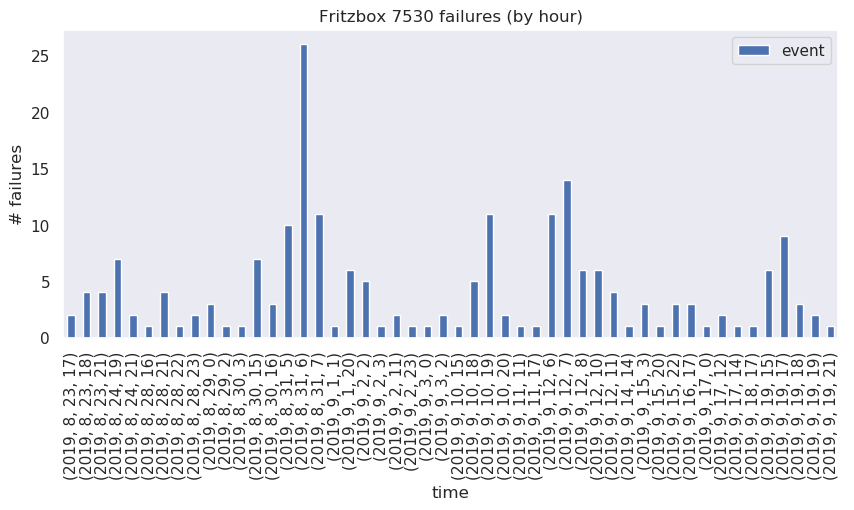 Fritzbox 7530 failures (by hour)
event
# failures
25
20
15
10
5
0
(2019, 8, 23, 17)
(2019, 8, 23, 18)
(2019, 8, 23, 21)
(2019, 8, 24, 19)
(2019, 8, 24, 21)
(2019, 8, 28, 16)
(2019, 8, 28, 21)
(2019, 8, 28, 22)
(2019, 8, 28, 23)
(2019, 8, 29, 0)
(2019, 8, 29, 2)
(2019, 8, 30, 3)
(2019, 8, 30, 15)
(2019, 8, 30, 16)
(2019, 8, 31, 5)
(2019, 8, 31, 6)
(2019, 8, 31, 7)
(2019, 9, 1, 1)
(2019, 9, 1, 20)
(2019, 9, 2, 2)
(2019, 9, 2, 3)
(2019, 9, 2, 11)
(2019, 9, 2, 23)
(2019, 9, 3, 0)
(2019, 9, 3, 2)
(2019, 9, 10, 15)
(2019, 9, 10, 18)
(2019, 9, 10, 19)
(2019, 9, 10, 20)
(2019, 9, 11, 11)
(2019, 9, 11, 17)
(2019, 9, 12, 6)
(2019, 9, 12, 7)
(2019, 9, 12, 8)
(2019, 9, 12, 10)
(2019, 9, 12, 11)
(2019, 9, 14, 14)
(2019, 9, 15, 3)
(2019, 9, 15, 20)
(2019, 9, 15, 22)
(2019, 9, 16, 17)
(2019, 9, 17, 0)
(2019, 9, 17, 12)
(2019, 9, 17, 14)
(2019, 9, 18, 17)
(2019, 9, 19, 15)
(2019, 9, 19, 17)
(2019, 9, 19, 18)
(2019, 9, 19, 19)
(2019, 9, 19, 21)
time